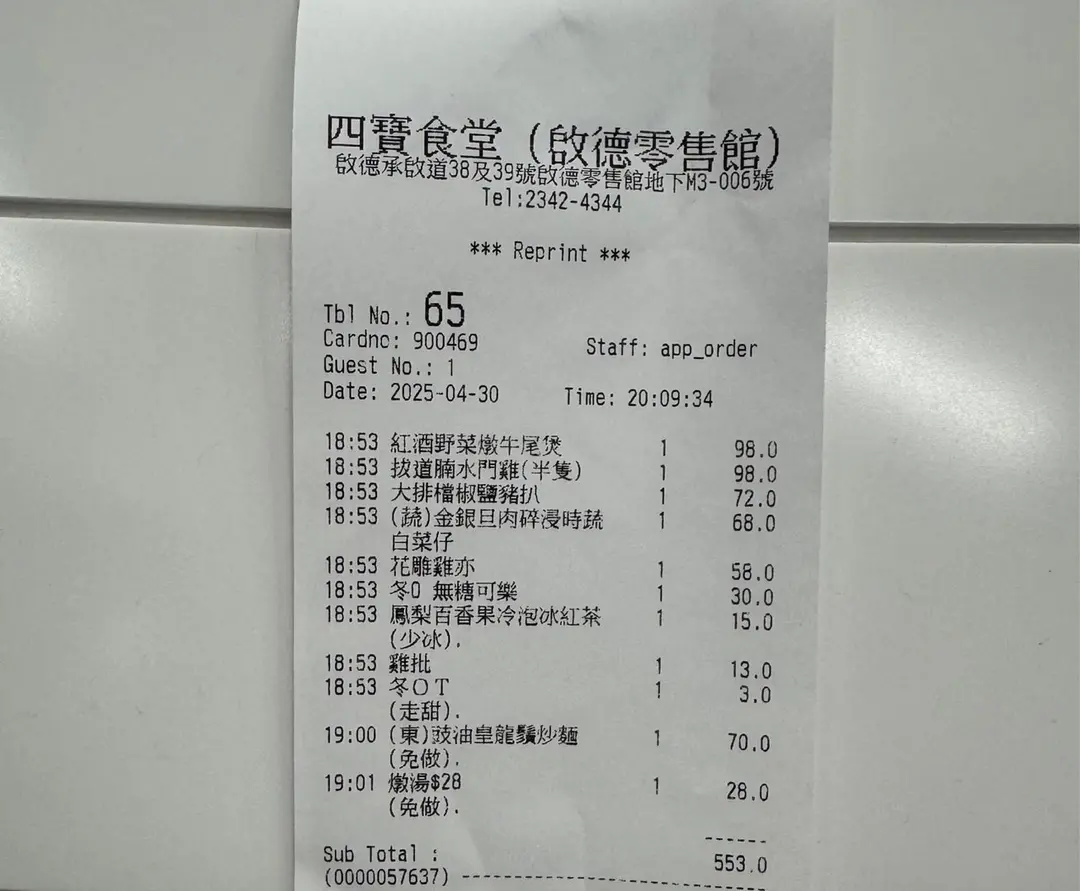 四寶食堂 (啟德零售館)
啟德承啟道38及39號啟德零售館地下M3-006號
Tel:2342-4344
*** Reprint ***
Tbl No.: 65
Cardno: 900469 Staff: app_order
Guest No.: 1
Date: 2025-04-30 Time: 20:09:34
18:53 紅酒野菜燉牛尾煲 1 98.0
18:53 拔道腩水門雞(半隻) 1 98.0
18:53 大排檔椒鹽豬扒 1 72.0
18:53 (蔬)金銀旦肉碎浸時蔬 1 68.0
白菜仔
18:53 花雕雞亦 1 58.0
18:53 冬0 無糖可樂 1 30.0
18:53 鳳梨百香果冷泡冰紅茶 1 15.0
(少冰).
18:53 雞批 1 13.0
18:53 冬OT 1 3.0
(走甜).
19:00 (東)豉油皇龍鬚炒麵 1 70.0
(免做).
19:01 燉湯$28 1 28.0
(免做).
------
Sub Total : 553.0
(0000057637) ------------------------------